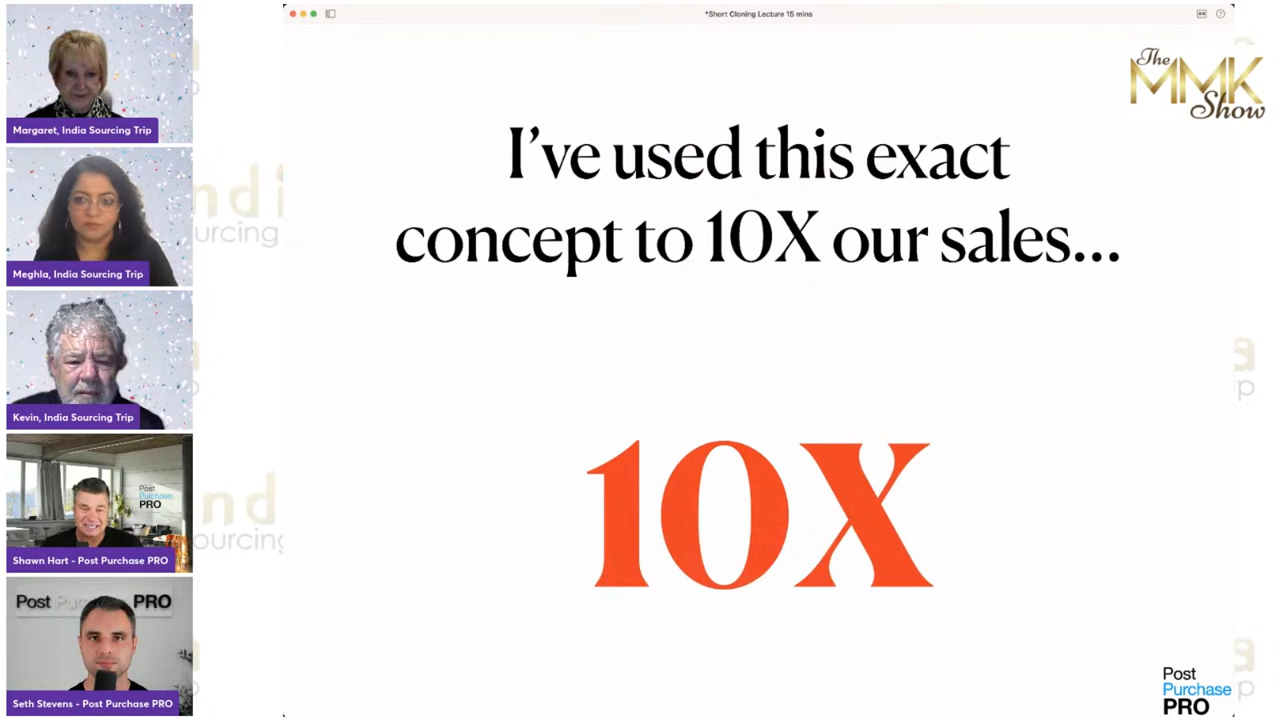 *Short Cloning Lecture 15 mins
The
MMK
Show
I've used this exact
concept to 10X our sales...
10X
Post
Purchase
PRO
Margaret, India Sourcing Trip
Meghla, India Sourcing Trip
Kevin, India Sourcing Trip
Post
Purchase
PRO
Shawn Hart - Post Purchase PRO
Post Purchase PRO
Seth Stevens - Post Purchase PRO